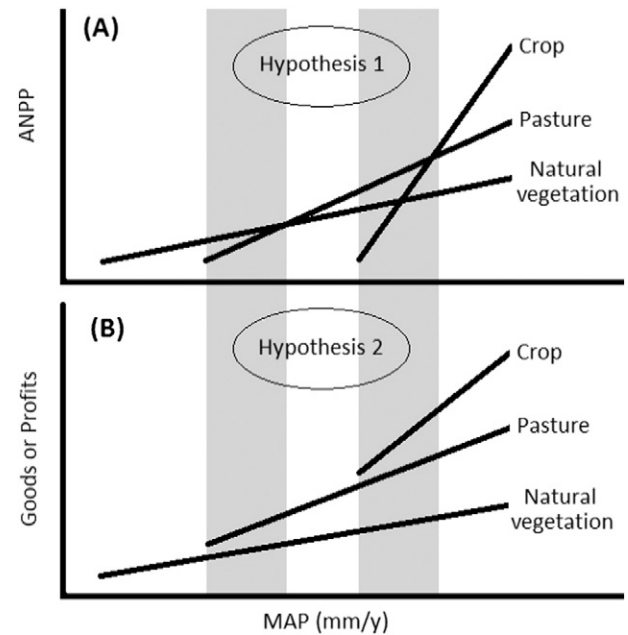 (A)
Hypothesis 1
Crop
Pasture
Natural
vegetation
ANPP
(B)
Hypothesis 2
Crop
Pasture
Natural
vegetation
Goods or Profits
MAP (mm/y)